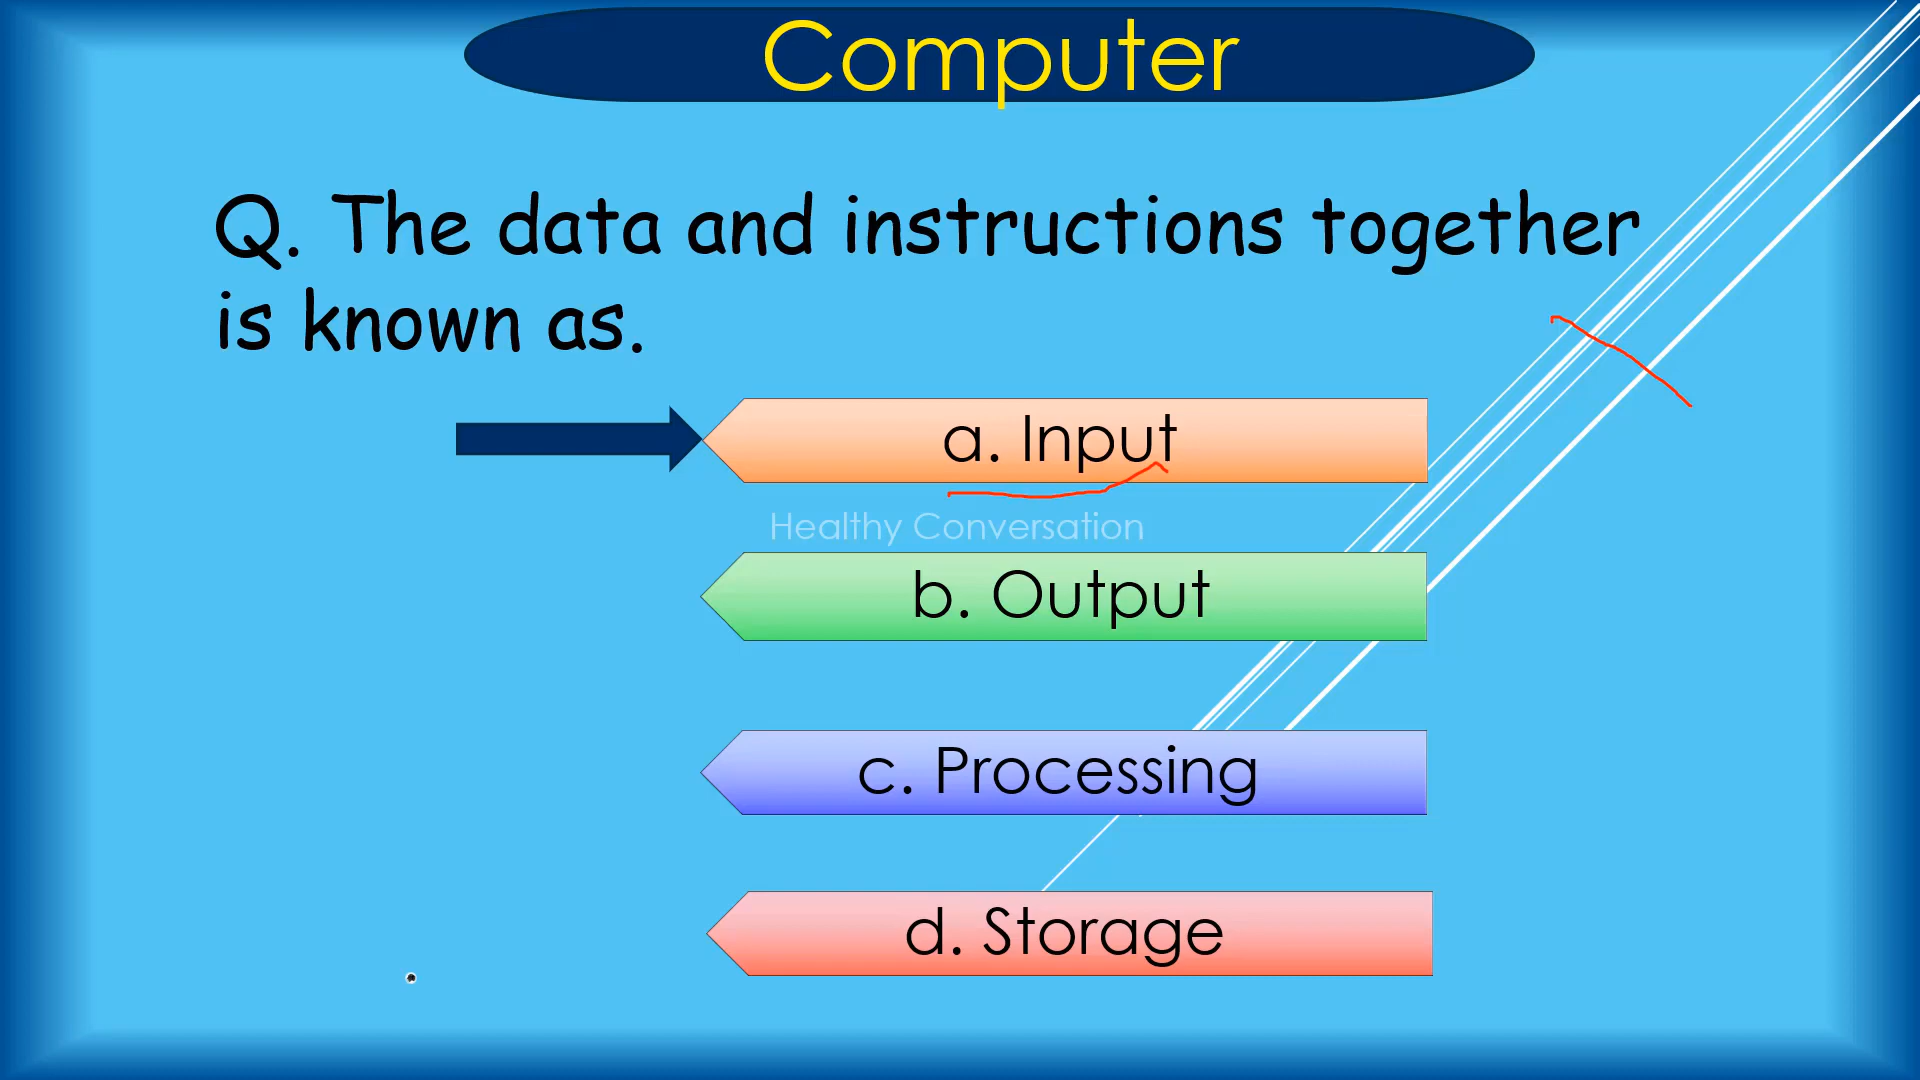 Computer
Q. The data and instructions together
is known as.
a. Input
Healthy Conversation
b. Output
c. Processing
d. Storage